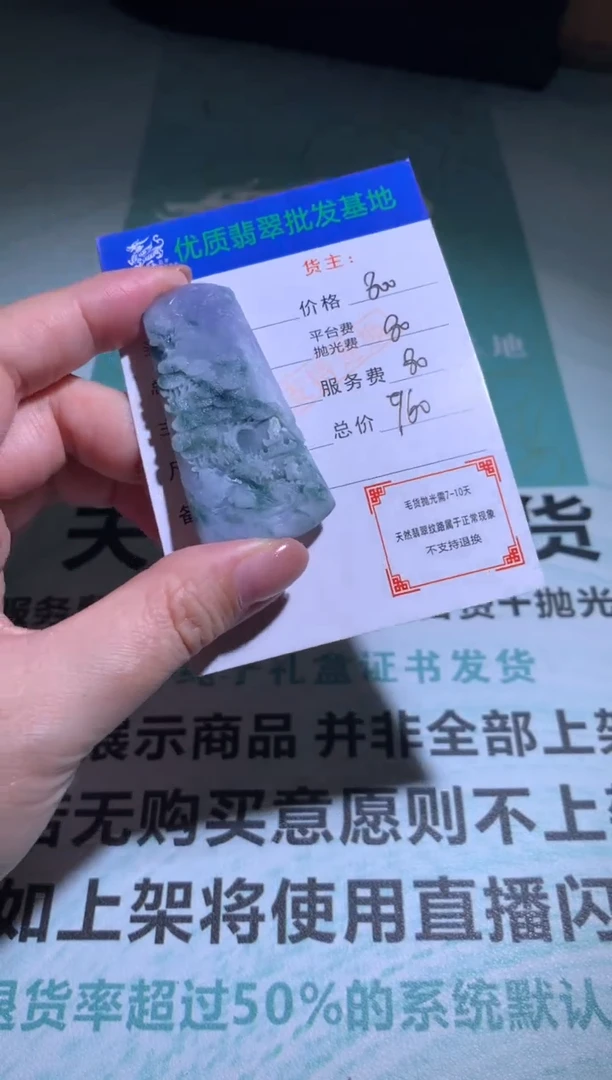 优质翡翠批发基地
货主：
价格 800
平台费
抛光费 80
服务费 80
总价 960
毛货抛光需7-10天
天然翡翠纹路属于正常现象
不支持退换
地
天 货
服务 抛光
礼盒证书发货
展示商品 并非全部上架
无购买意愿则不上
如上架将使用直播闪
退货率超过50%的系统默认